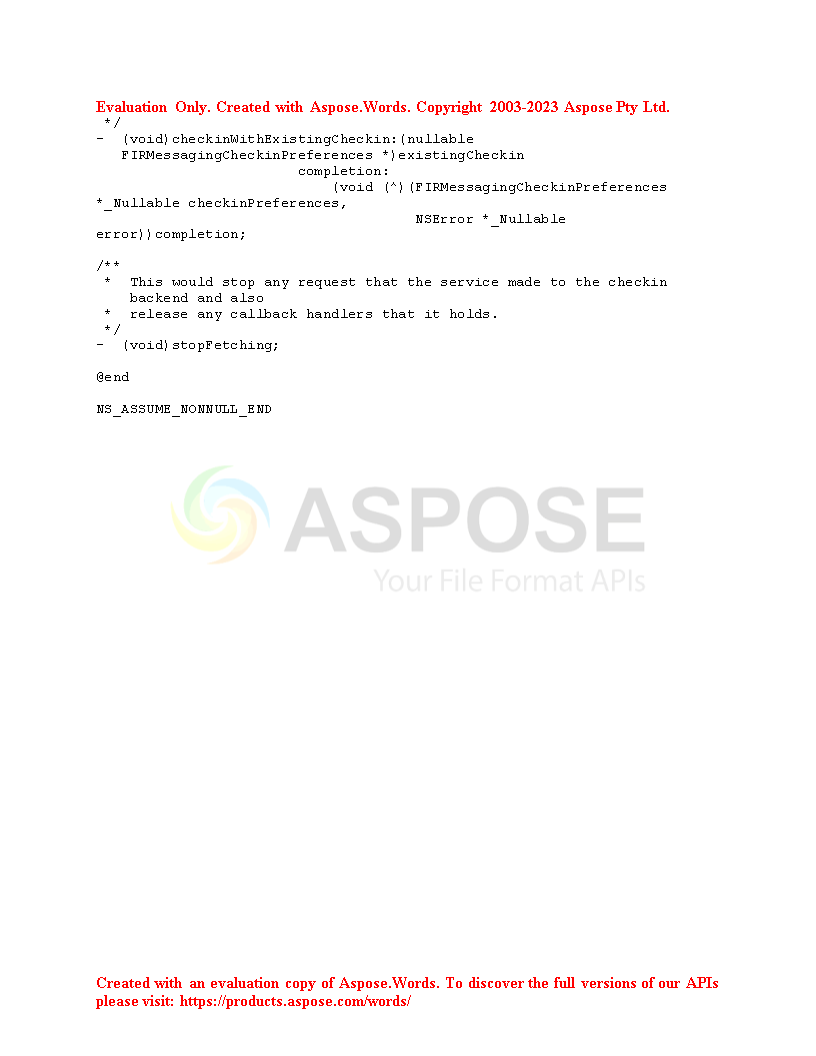 Evaluation Only. Created with Aspose.Words. Copyright 2003-2023 Aspose Pty Ltd.
 */
- (void)checkinWithExistingCheckin:(nullable
FIRMessagingCheckinPreferences *)existingCheckin
completion:
(void (^)(FIRMessagingCheckinPreferences
*_Nullable checkinPreferences,
NSError *_Nullable
error))completion;
/**
 * This would stop any request that the service made to the checkin
backend and also
 * release any callback handlers that it holds.
 */
- (void)stopFetching;
@end
NS_ASSUME_NONNULL_END
ASPOSE
Your File Format APIs
Created with an evaluation copy of Aspose.Words. To discover the full versions of our APIs
please visit: https://products.aspose.com/words/